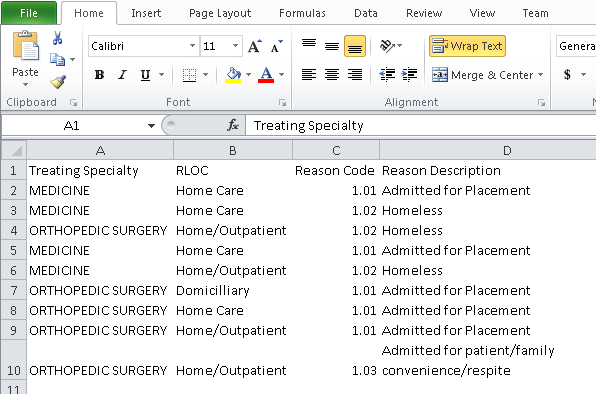 File Home Insert Page Layout Formulas Data Review View Team
Calibri 11 A A Wrap Text Genera
Paste B I U A Merge & Center $
Clipboard Font Alignment
A1 fx Treating Specialty
A B C D
1 Treating Specialty RLOC Reason Code Reason Description
2 MEDICINE Home Care 1.01 Admitted for Placement
3 MEDICINE Home Care 1.02 Homeless
4 ORTHOPEDIC SURGERY Home/Outpatient 1.02 Homeless
5 MEDICINE Home Care 1.01 Admitted for Placement
6 MEDICINE Home/Outpatient 1.02 Homeless
7 ORTHOPEDIC SURGERY Domicilliary 1.01 Admitted for Placement
8 ORTHOPEDIC SURGERY Home Care 1.01 Admitted for Placement
9 ORTHOPEDIC SURGERY Home/Outpatient 1.01 Admitted for Placement
Admitted for patient/family
10 ORTHOPEDIC SURGERY Home/Outpatient 1.03 convenience/respite
11